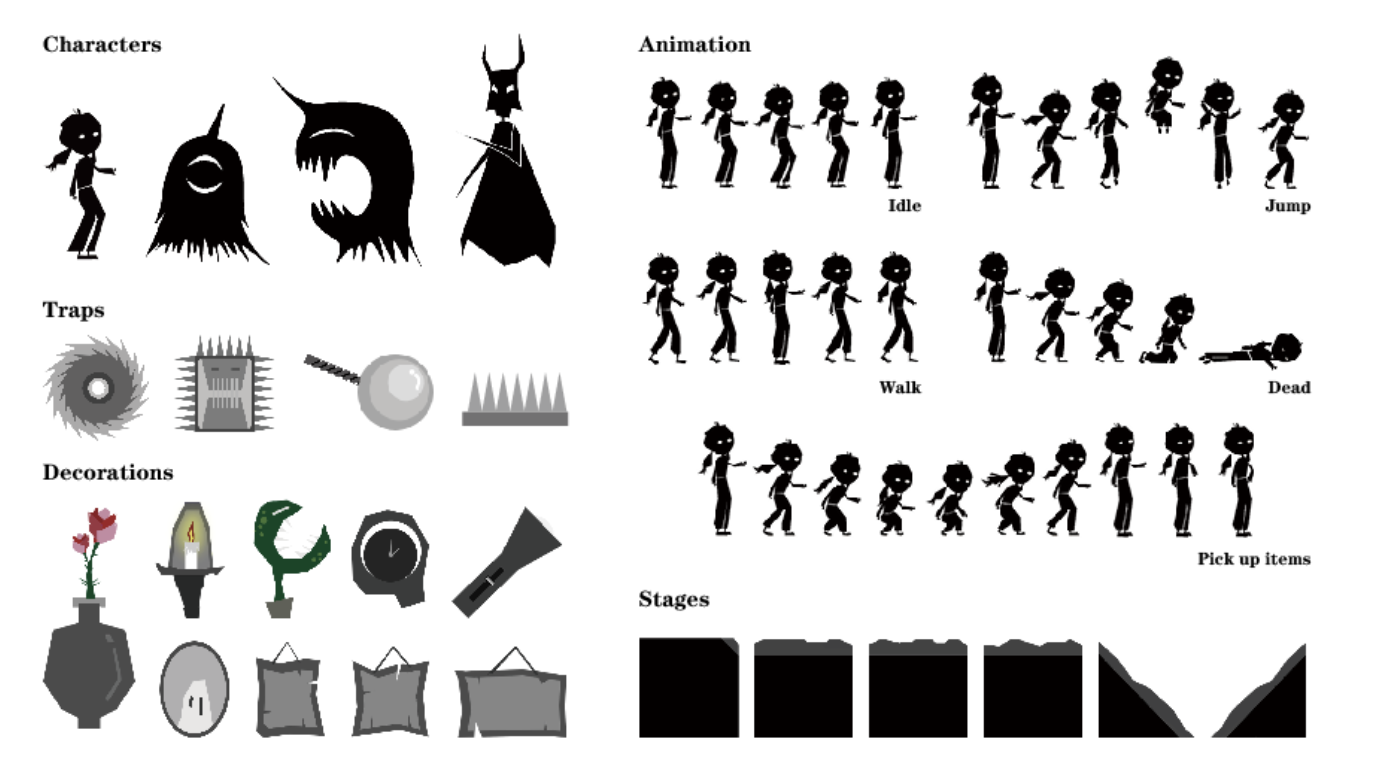 Characters
Traps
Decorations
Animation
Idle
Jump
Walk
Dead
Pick up items
Stages